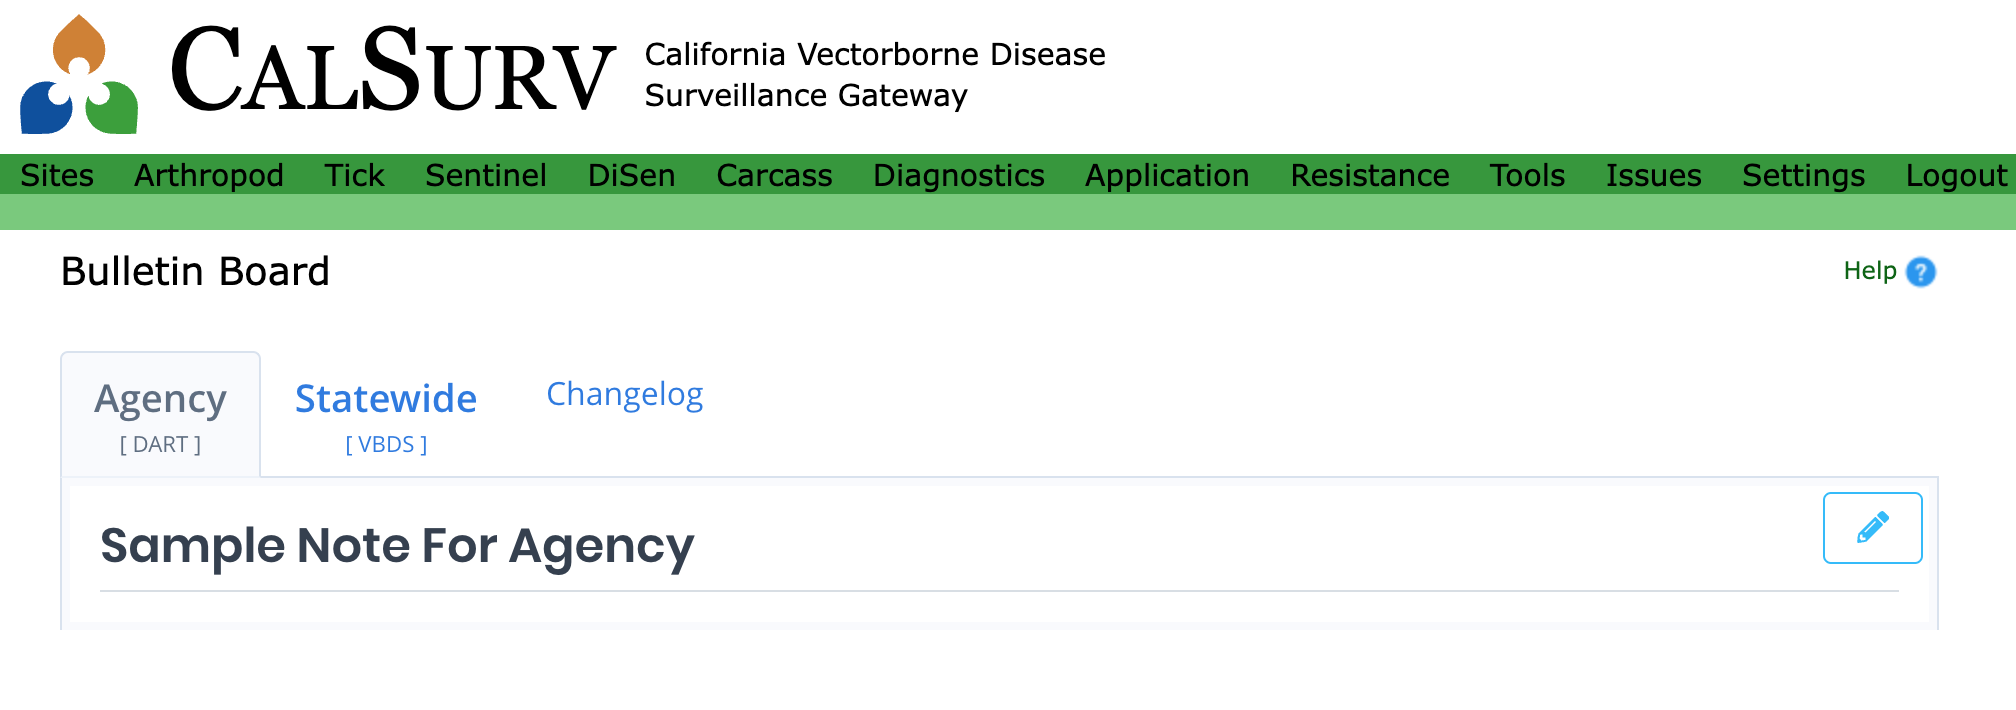 CALSURV
California Vectorborne Disease
Surveillance Gateway
Sites Arthropod Tick Sentinel DiSen Carcass Diagnostics Application Resistance Tools Issues Settings Logout
Bulletin Board
Help ?
Agency Statewide Changelog
[ DART ] [ VBDS ]
Sample Note For Agency